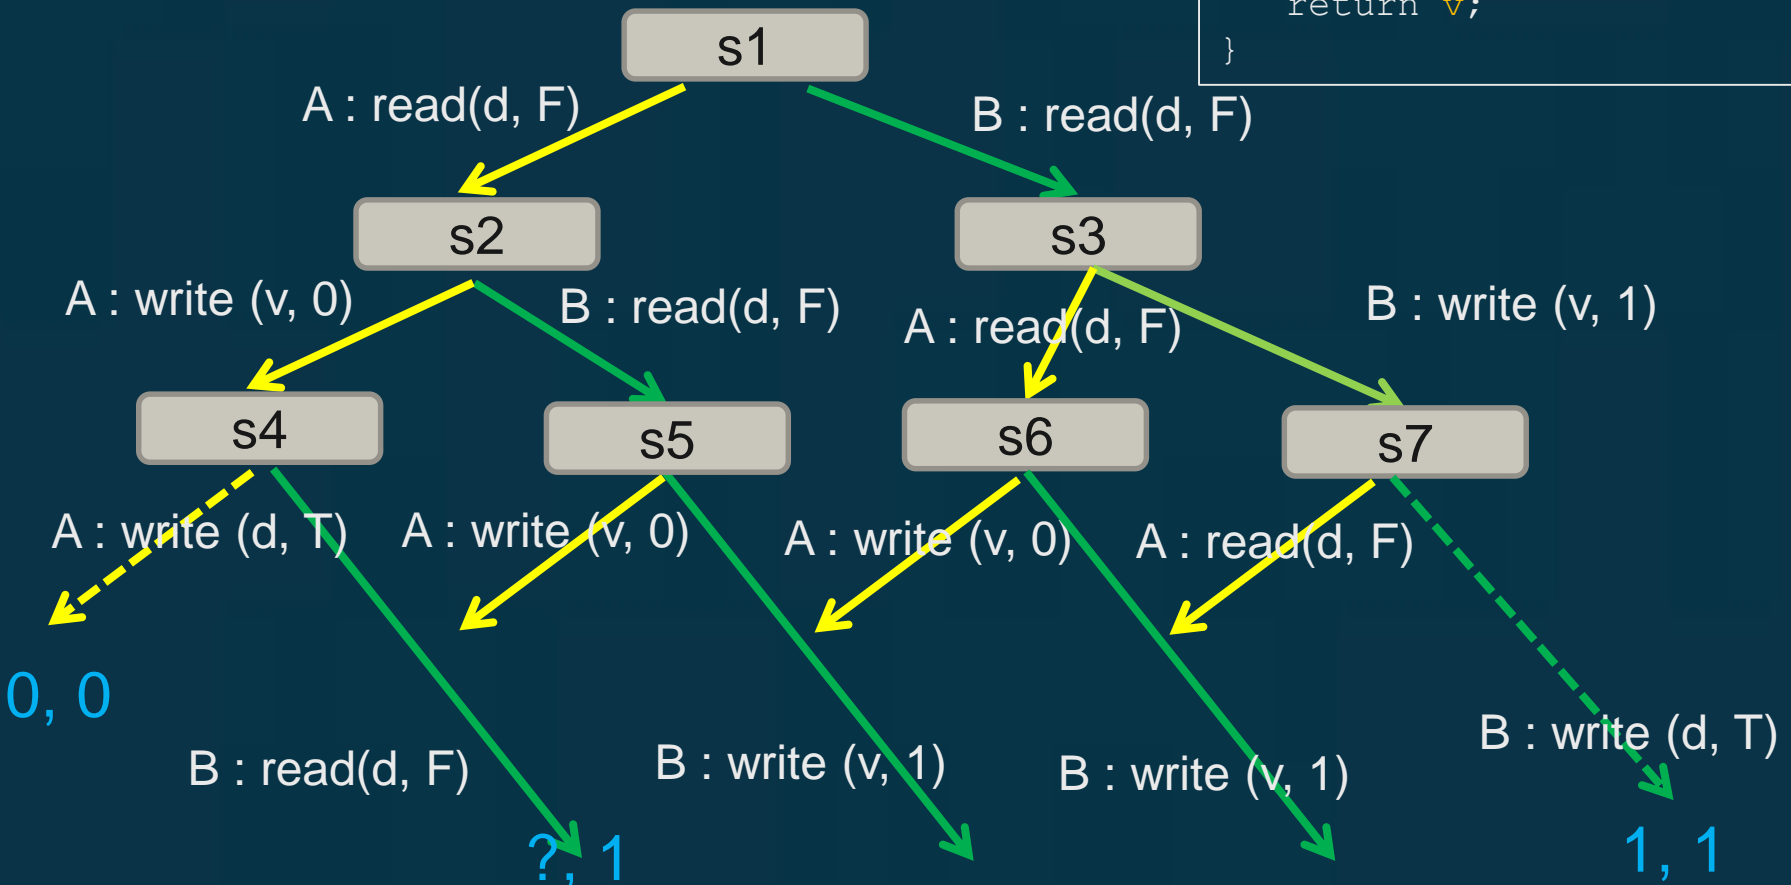 return v;
}
s1
A : read(d, F)
B : read(d, F)
s2
s3
A : write (v, 0)
B : read(d, F)
A : read(d, F)
B : write (v, 1)
s4
s5
s6
s7
A : write (d, T)
A : write (v, 0)
A : write (v, 0)
A : read(d, F)
0, 0
B : read(d, F)
B : write (v, 1)
B : write (v, 1)
B : write (d, T)
?, 1
1, 1